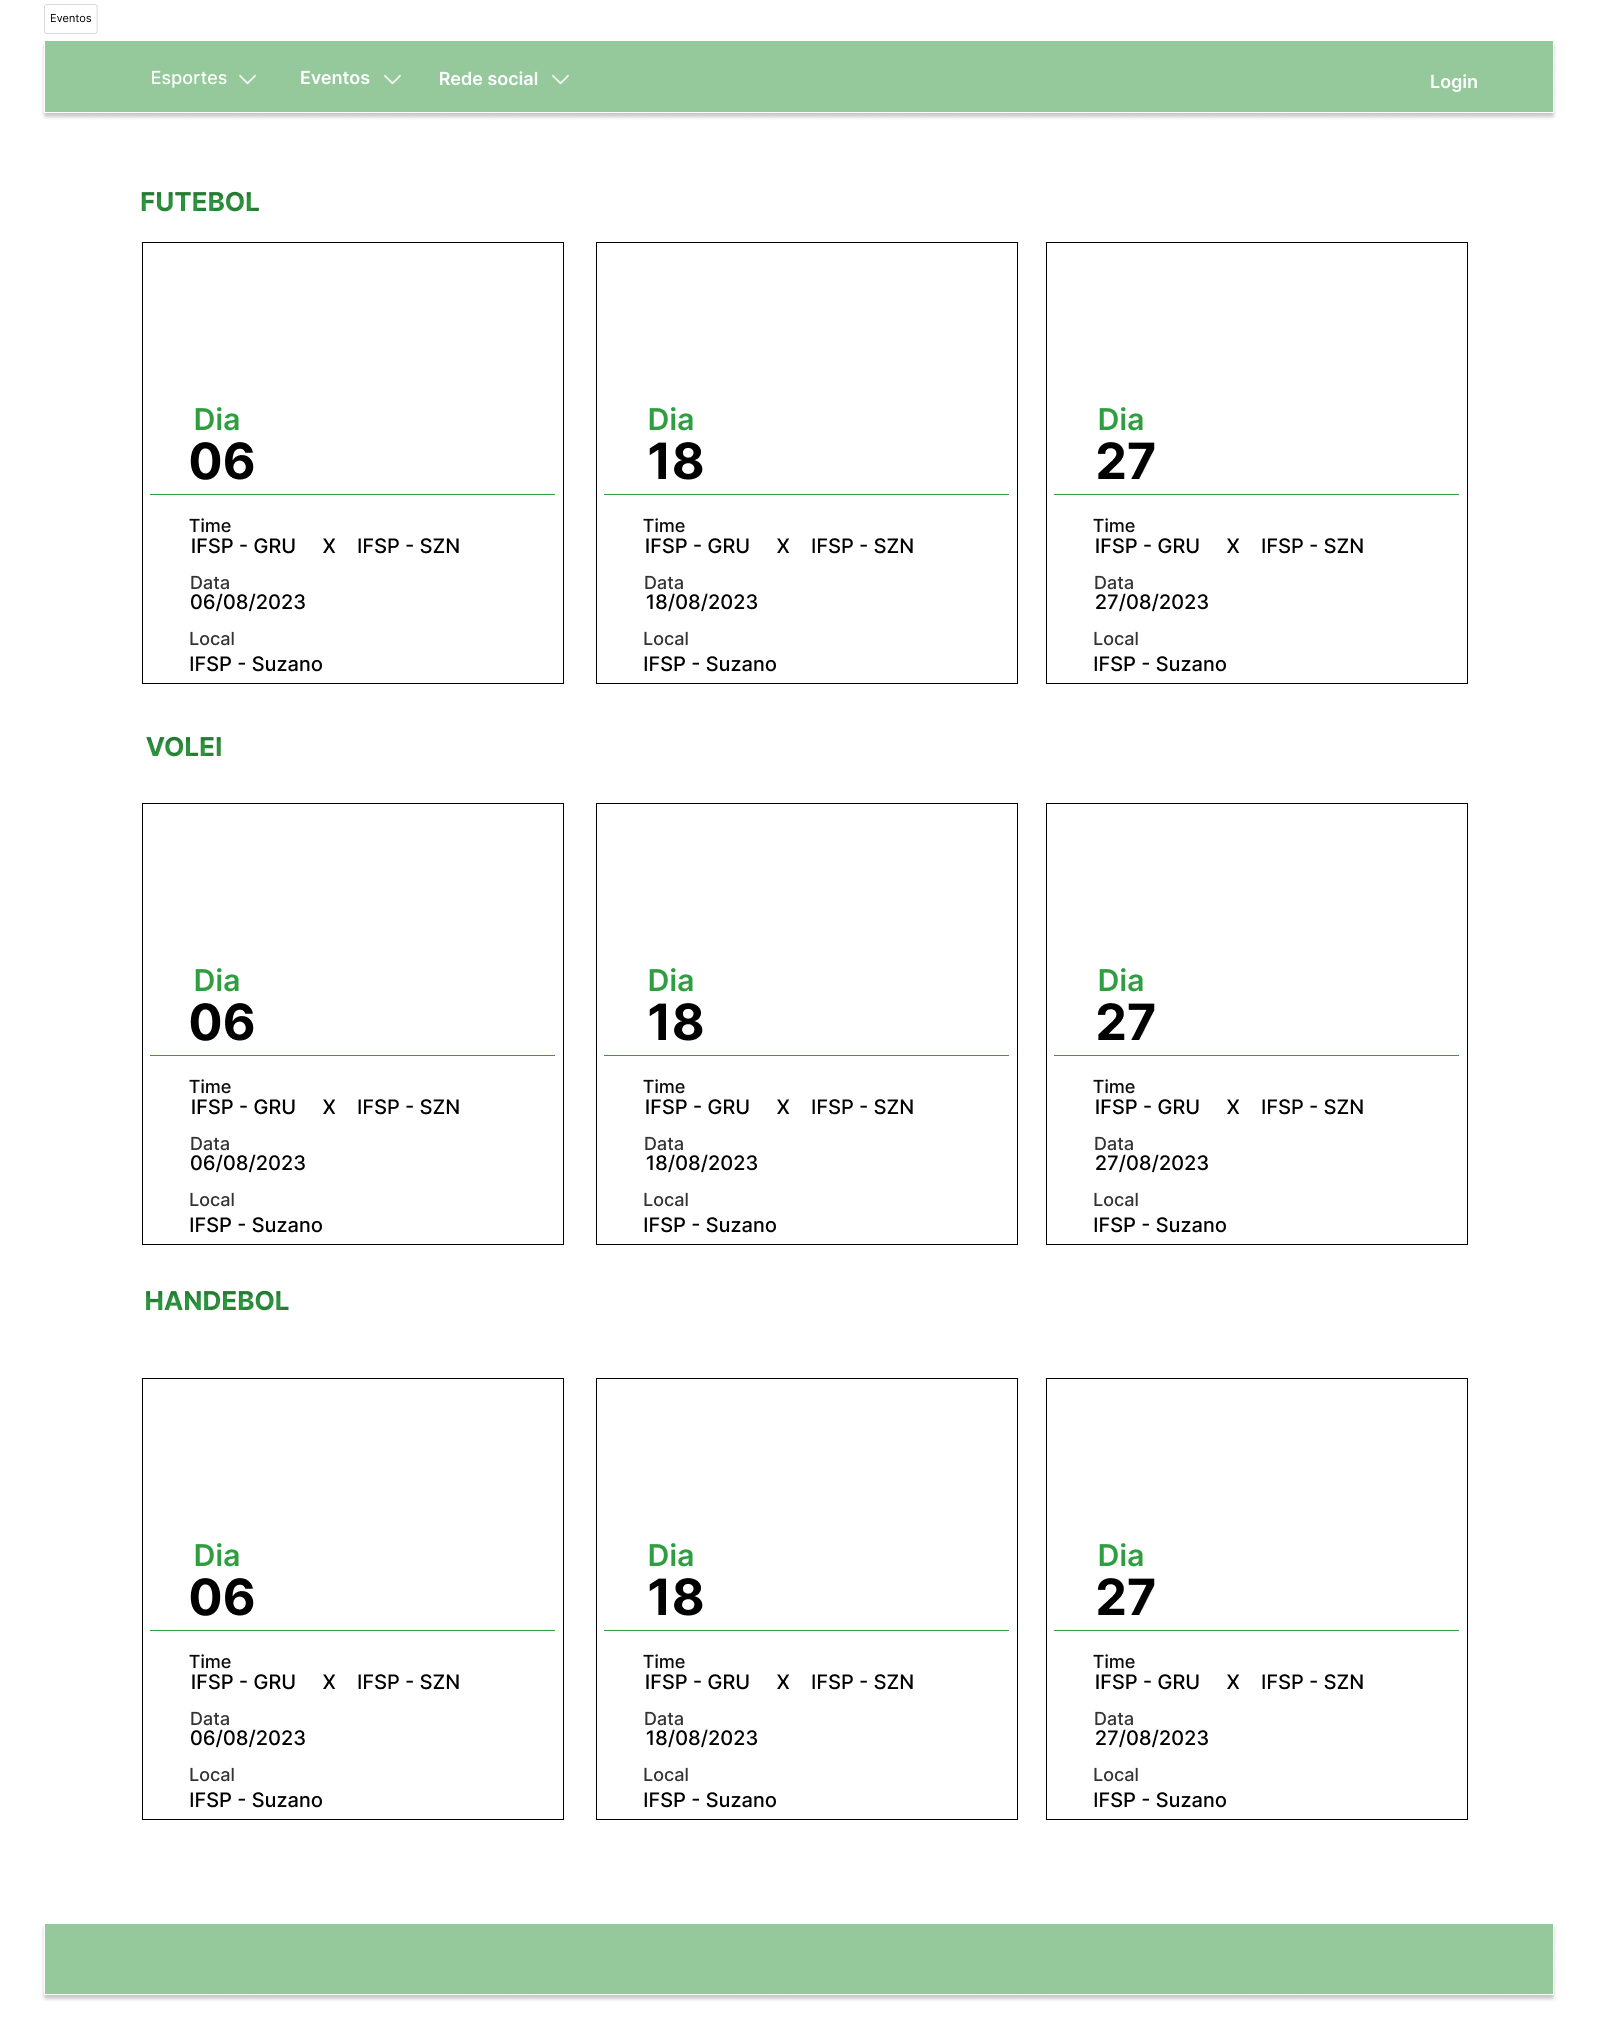 Eventos
Esportes Eventos Rede social Login
FUTEBOL
Dia
06
Time
IFSP - GRU X IFSP - SZN
Data
06/08/2023
Local
IFSP - Suzano
Dia
18
Time
IFSP - GRU X IFSP - SZN
Data
18/08/2023
Local
IFSP - Suzano
Dia
27
Time
IFSP - GRU X IFSP - SZN
Data
27/08/2023
Local
IFSP - Suzano
VOLEI
Dia
06
Time
IFSP - GRU X IFSP - SZN
Data
06/08/2023
Local
IFSP - Suzano
Dia
18
Time
IFSP - GRU X IFSP - SZN
Data
18/08/2023
Local
IFSP - Suzano
Dia
27
Time
IFSP - GRU X IFSP - SZN
Data
27/08/2023
Local
IFSP - Suzano
HANDEBOL
Dia
06
Time
IFSP - GRU X IFSP - SZN
Data
06/08/2023
Local
IFSP - Suzano
Dia
18
Time
IFSP - GRU X IFSP - SZN
Data
18/08/2023
Local
IFSP - Suzano
Dia
27
Time
IFSP - GRU X IFSP - SZN
Data
27/08/2023
Local
IFSP - Suzano